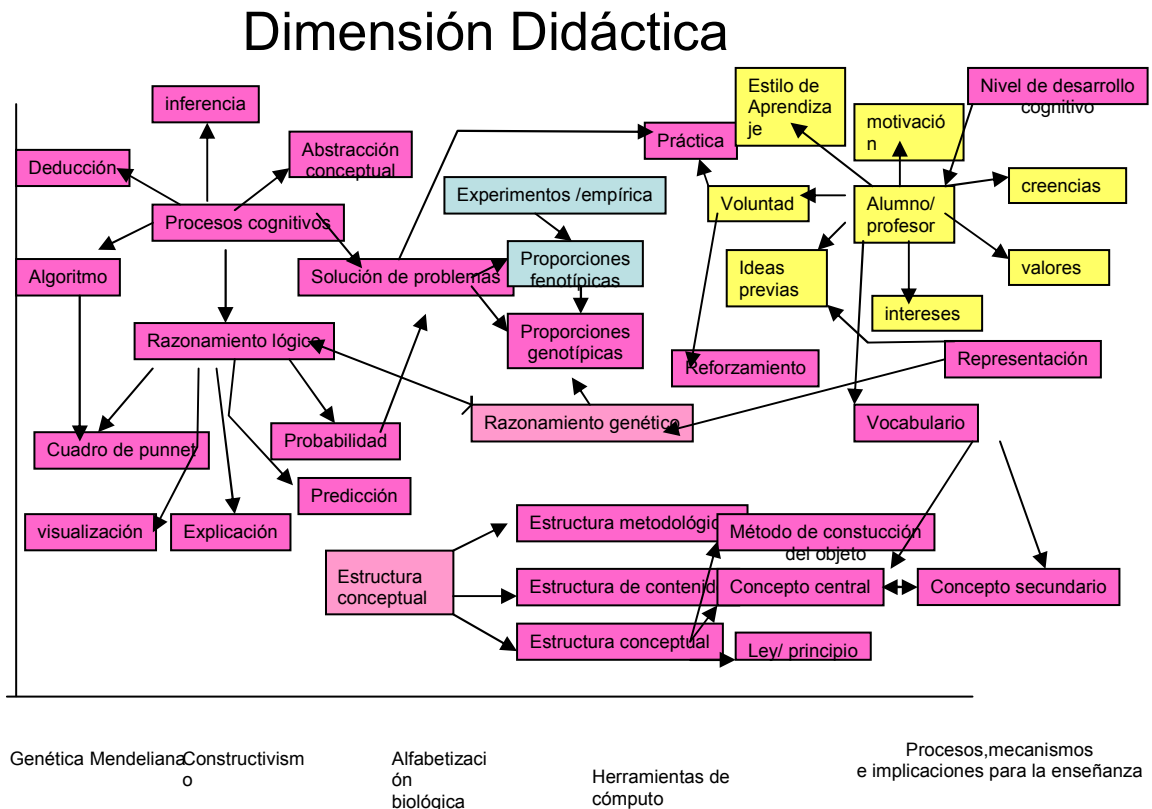 Dimensión Didáctica
Estilo de
Aprendiza
je
Nivel de desarrollo
cognitivo
inferencia
motivació
n
Práctica
Abstracción
conceptual
Deducción
Experimentos /empírica
creencias
Voluntad
Alumno/
profesor
Procesos cognitivos
Algoritmo
Solución de problemas
Proporciones
fenotípicas
Ideas
previas
valores
intereses
Razonamiento lógico
Proporciones
genotípicas
Reforzamiento
Representación
Cuadro de punnet
Probabilidad
Razonamiento genético
Vocabulario
Predicción
visualización
Explicación
Estructura metodológic
Método de constucción
del objeto
Estructura
conceptual
Estructura de contenid
Concepto central
Concepto secundario
Estructura conceptual
Ley/ principio
Genética Mendeliana
Constructivism
o
Alfabetizaci
ón
biológica
Herramientas de
cómputo
Procesos,mecanismos
e implicaciones para la enseñanza